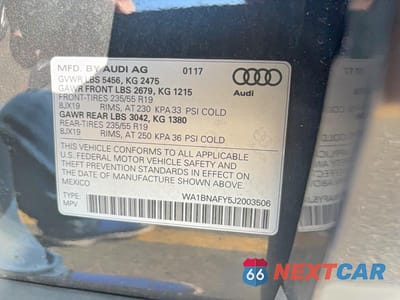 MFD. BY AUDI AG 01 17
GVWR LBS 5456, KG 2475
GAWR FRONT LBS 2679, KG 1215
FRONT-TIRES 235/55 R19
8JX19 RIMS, AT 230 KPA 33 PSI COLD
GAWR REAR LBS 3042, KG 1380
REAR-TIRES 235/55 R19
8JX19 RIMS, AT 250 KPA 36 PSI COLD
THIS VEHICLE CONFORMS TO ALL APPLICABLE
U.S. FEDERAL MOTOR VEHICLE SAFETY AND
THEFT PREVENTION STANDARDS IN EFFECT ON
THE DATE OF MANUFACTURE SHOWN ABOVE.
MEXICO
TYPE: WA1BNAFY5J2003506
MPV
Audi
66 NEXTCAR